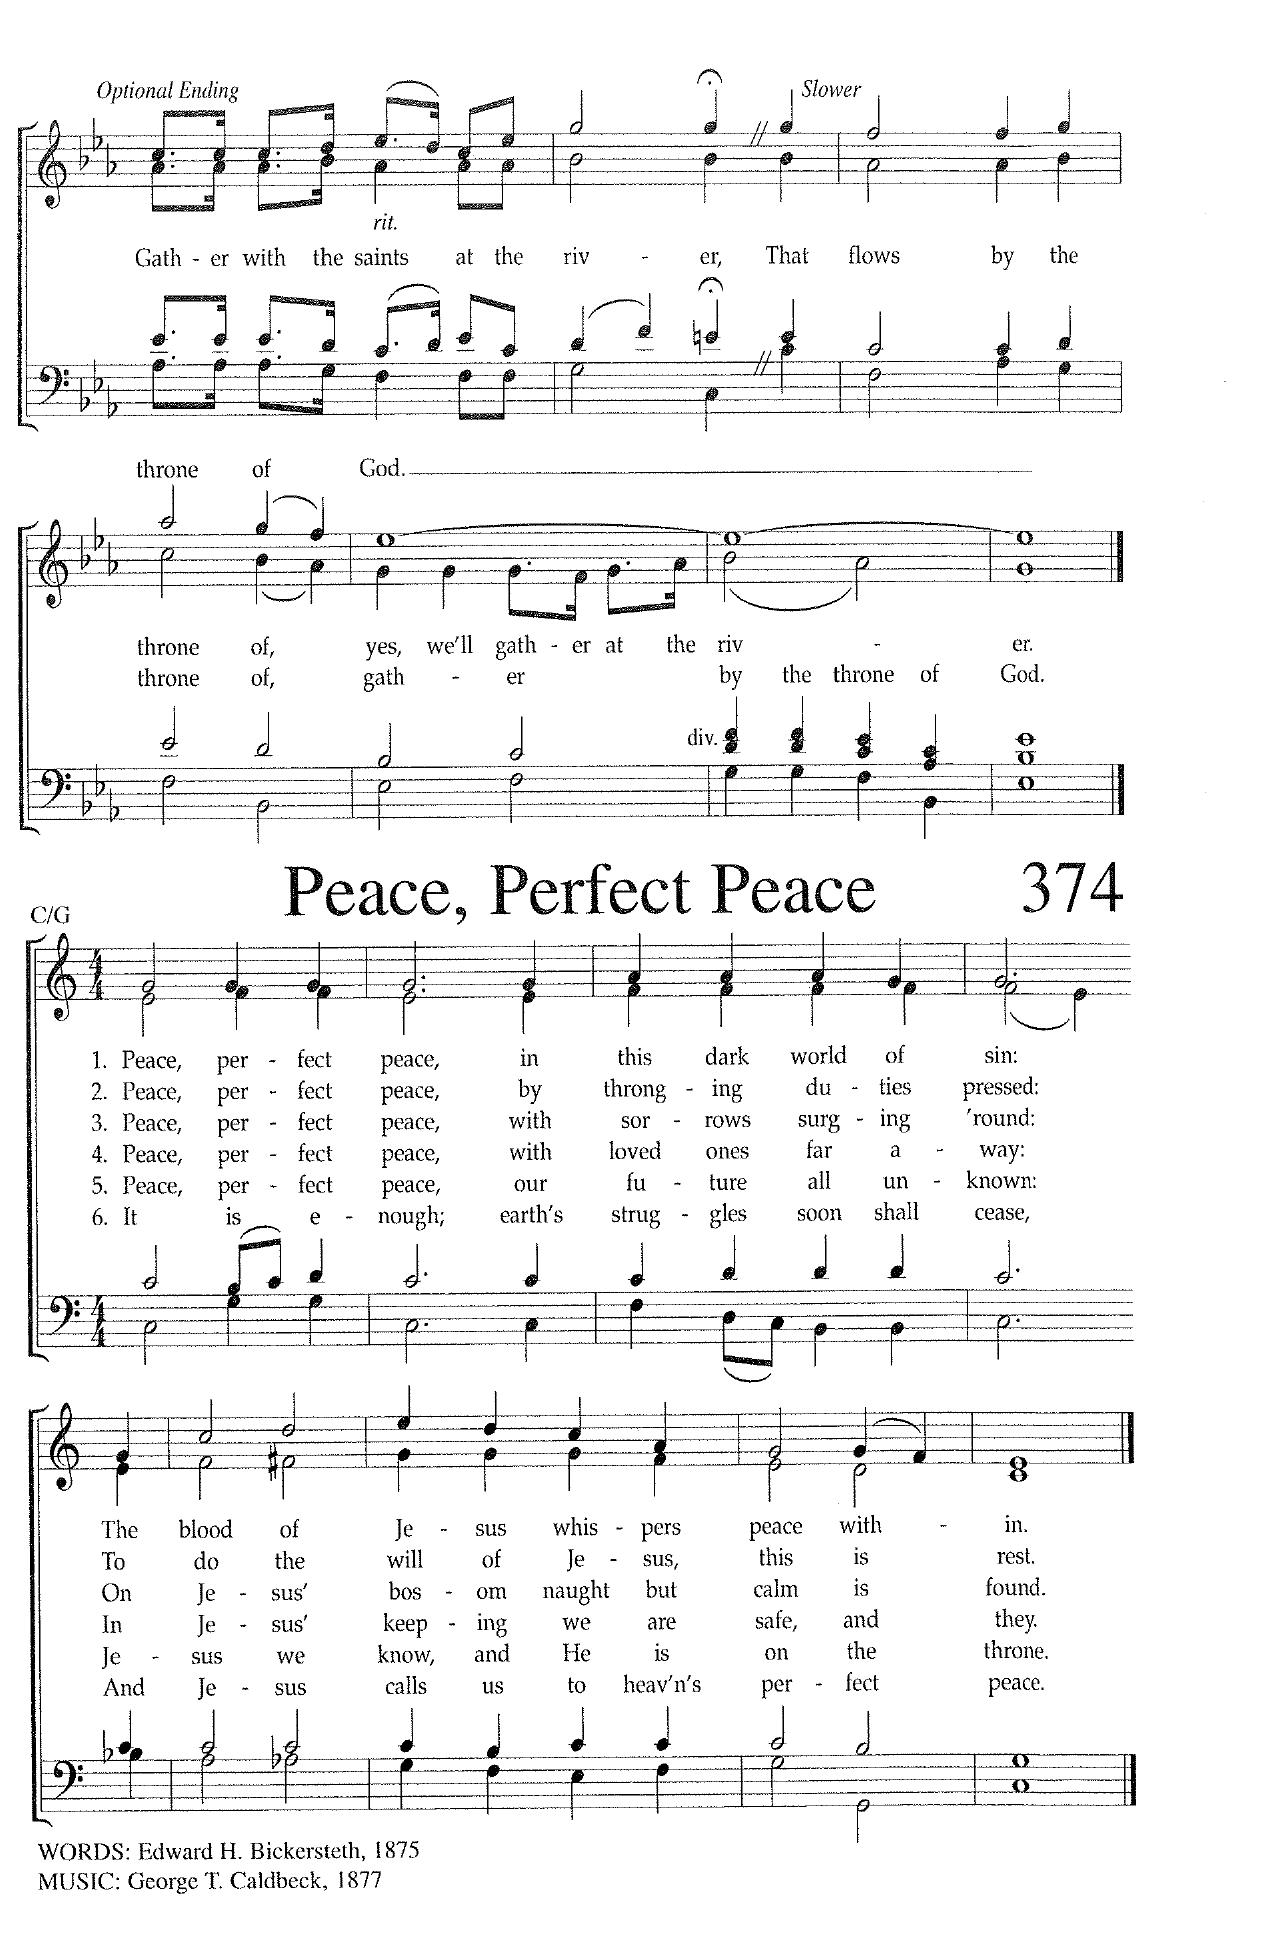 Optional Ending Slower
rit.
Gath - er with the saints at the riv - er, That flows by the
throne of God.
throne of, yes, we'll gath - er at the riv - er.
throne of, gath - er by the throne of God.
div.
Peace, Perfect Peace 374
C/G
1. Peace, per - fect peace, in this dark world of sin:
2. Peace, per - fect peace, by throng - ing du - ties pressed:
3. Peace, per - fect peace, with sor - rows surg - ing 'round:
4. Peace, per - fect peace, with loved ones far a - way:
5. Peace, per - fect peace, our fu - ture all un - known:
6. It is e - nough; earth's strug - gles soon shall cease,
The blood of Je - sus whis - pers peace with - in.
To do the will of Je - sus, this is rest.
On Je - sus' bos - om naught but calm is found.
In Je - sus' keep - ing we are safe, and they.
Je - sus we know, and He is on the throne.
And Je - sus calls us to heav'n's per - fect peace.
WORDS: Edward H. Bickersteth, 1875
MUSIC: George T. Caldbeck, 1877